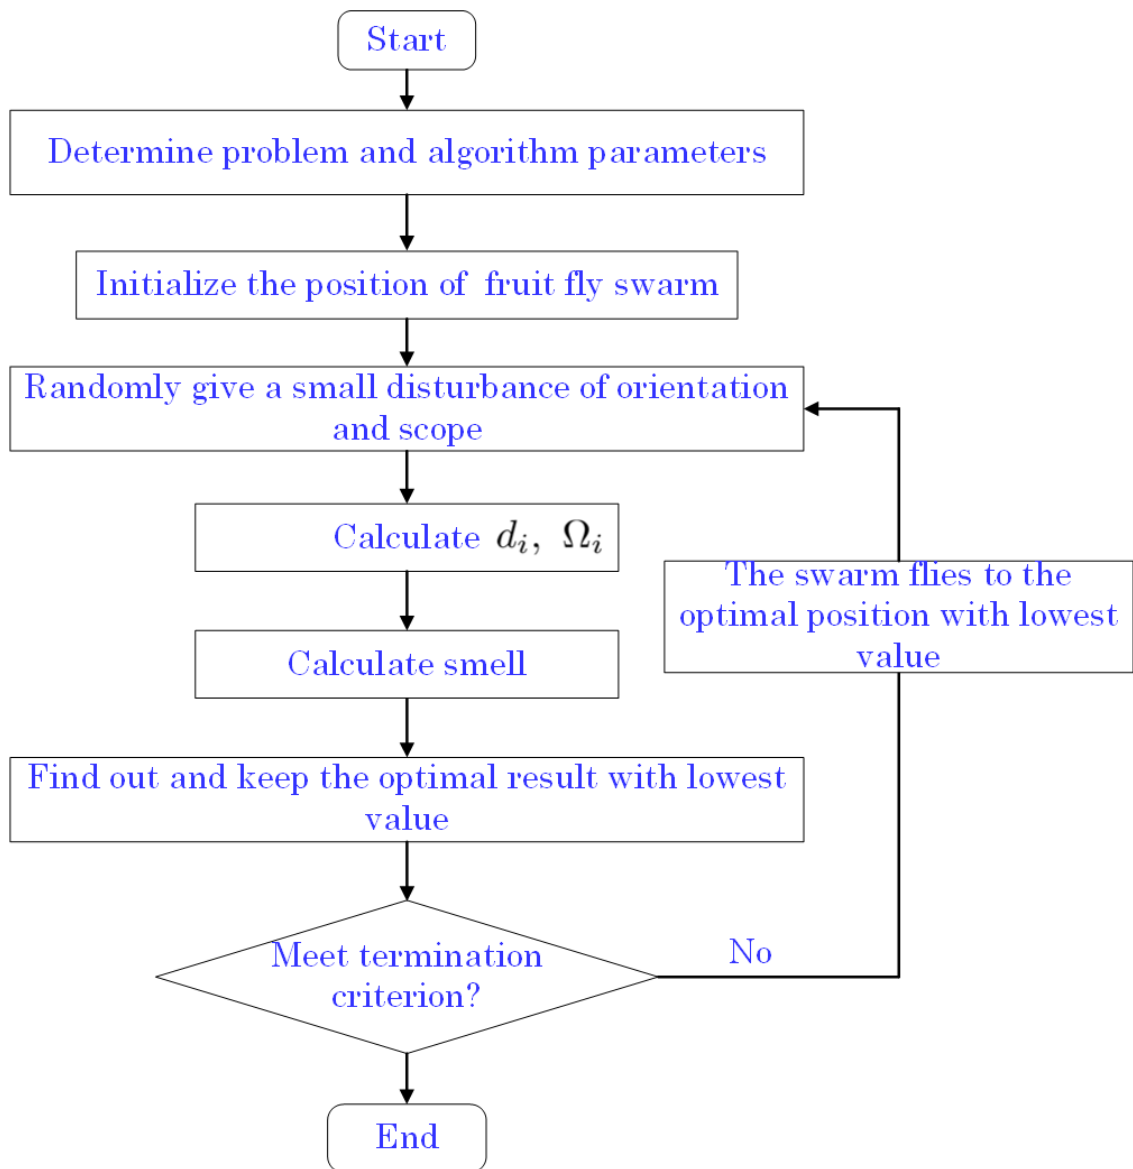 Start
Determine problem and algorithm parameters
Initialize the position of fruit fly swarm
Randomly give a small disturbance of orientation
and scope
Calculate dᵢ, Ωᵢ
Calculate smell
Find out and keep the optimal result with lowest
value
Meet termination
criterion?
No
The swarm flies to the
optimal position with lowest
value
End